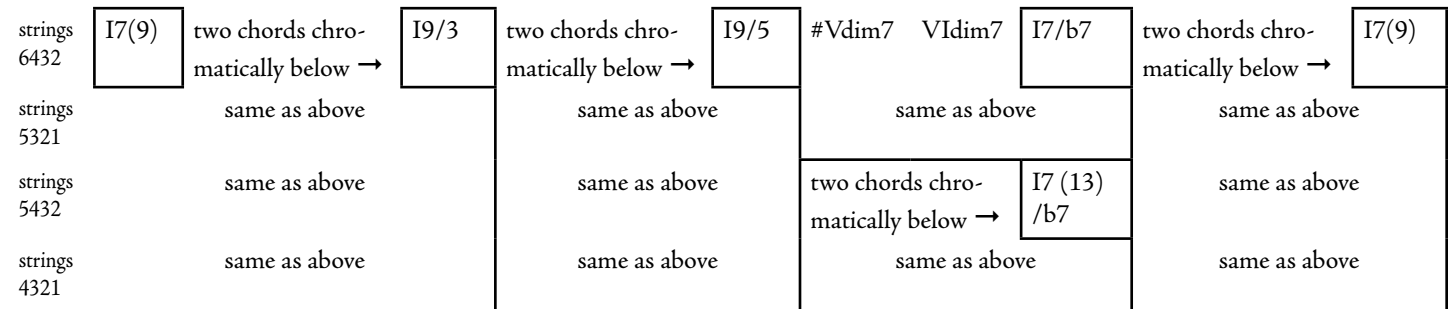 strings 6432 I7(9) two chords chro- matically below → I9/3 two chords chro- matically below → I9/5 #Vdim7 VIdim7 I7/b7 two chords chro- matically below → I7(9)
strings 5321 same as above same as above same as above same as above
strings 5432 same as above same as above two chords chro- matically below → I7 (13) /b7 same as above
strings 4321 same as above same as above same as above same as above